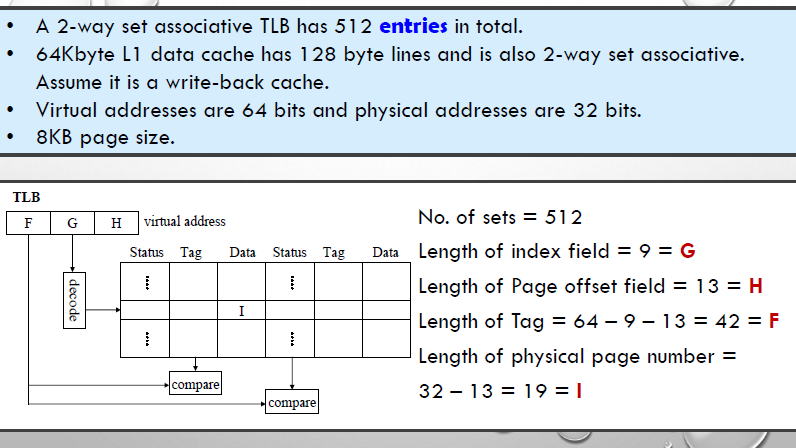 • A 2-way set associative TLB has 512 entries in total.
• 64Kbyte L1 data cache has 128 byte lines and is also 2-way set associative.
Assume it is a write-back cache.
• Virtual addresses are 64 bits and physical addresses are 32 bits.
• 8KB page size.
TLB
F G H virtual address
Status Tag Data Status Tag Data
decode
I
compare
compare
No. of sets = 512
Length of index field = 9 = G
Length of Page offset field = 13 = H
Length of Tag = 64 – 9 – 13 = 42 = F
Length of physical page number =
32 – 13 = 19 = I